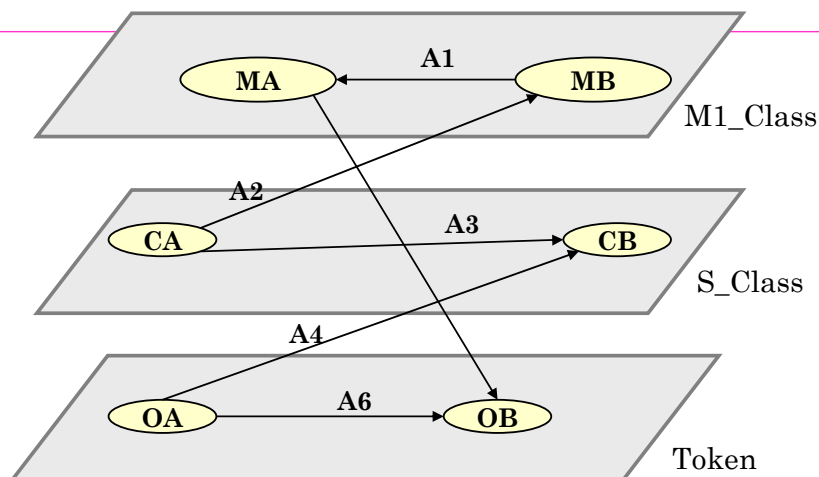 A1
MA
MB
M1_Class
A2
CA
A3
CB
S_Class
A4
OA
A6
OB
Token